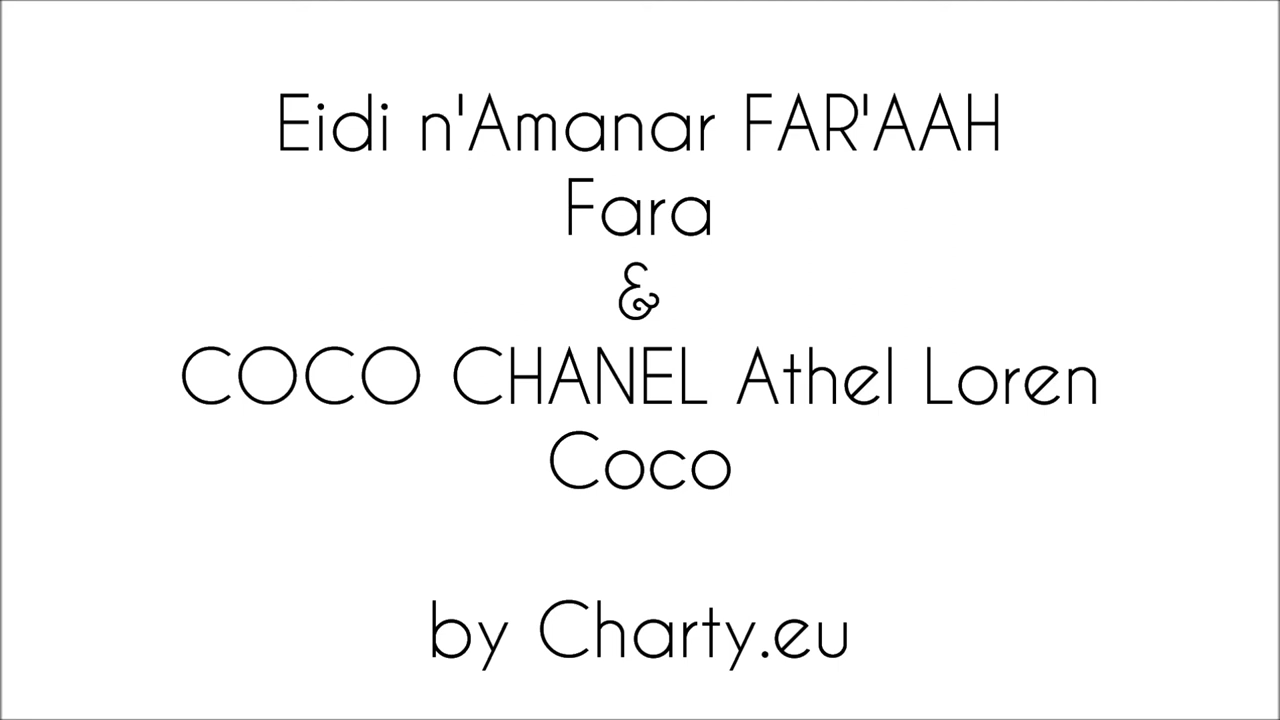 Eidi n'Amanar FAR'AAH
Fara
&
COCO CHANEL Athel Loren
Coco
by Charty.eu